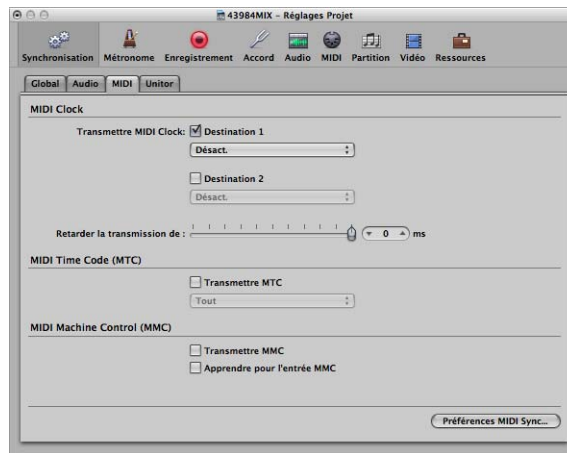 43984MIX – Réglages Projet
Synchronisation Métronome Enregistrement Accord Audio MIDI Partition Vidéo Ressources
Global Audio MIDI Unitor
MIDI Clock
Transmettre MIDI Clock: Destination 1
Désact.
Destination 2
Désact.
Retarder la transmission de : 0 ms
MIDI Time Code (MTC)
Transmettre MTC
Tout
MIDI Machine Control (MMC)
Transmettre MMC
Apprendre pour l'entrée MMC
Préférences MIDI Sync...